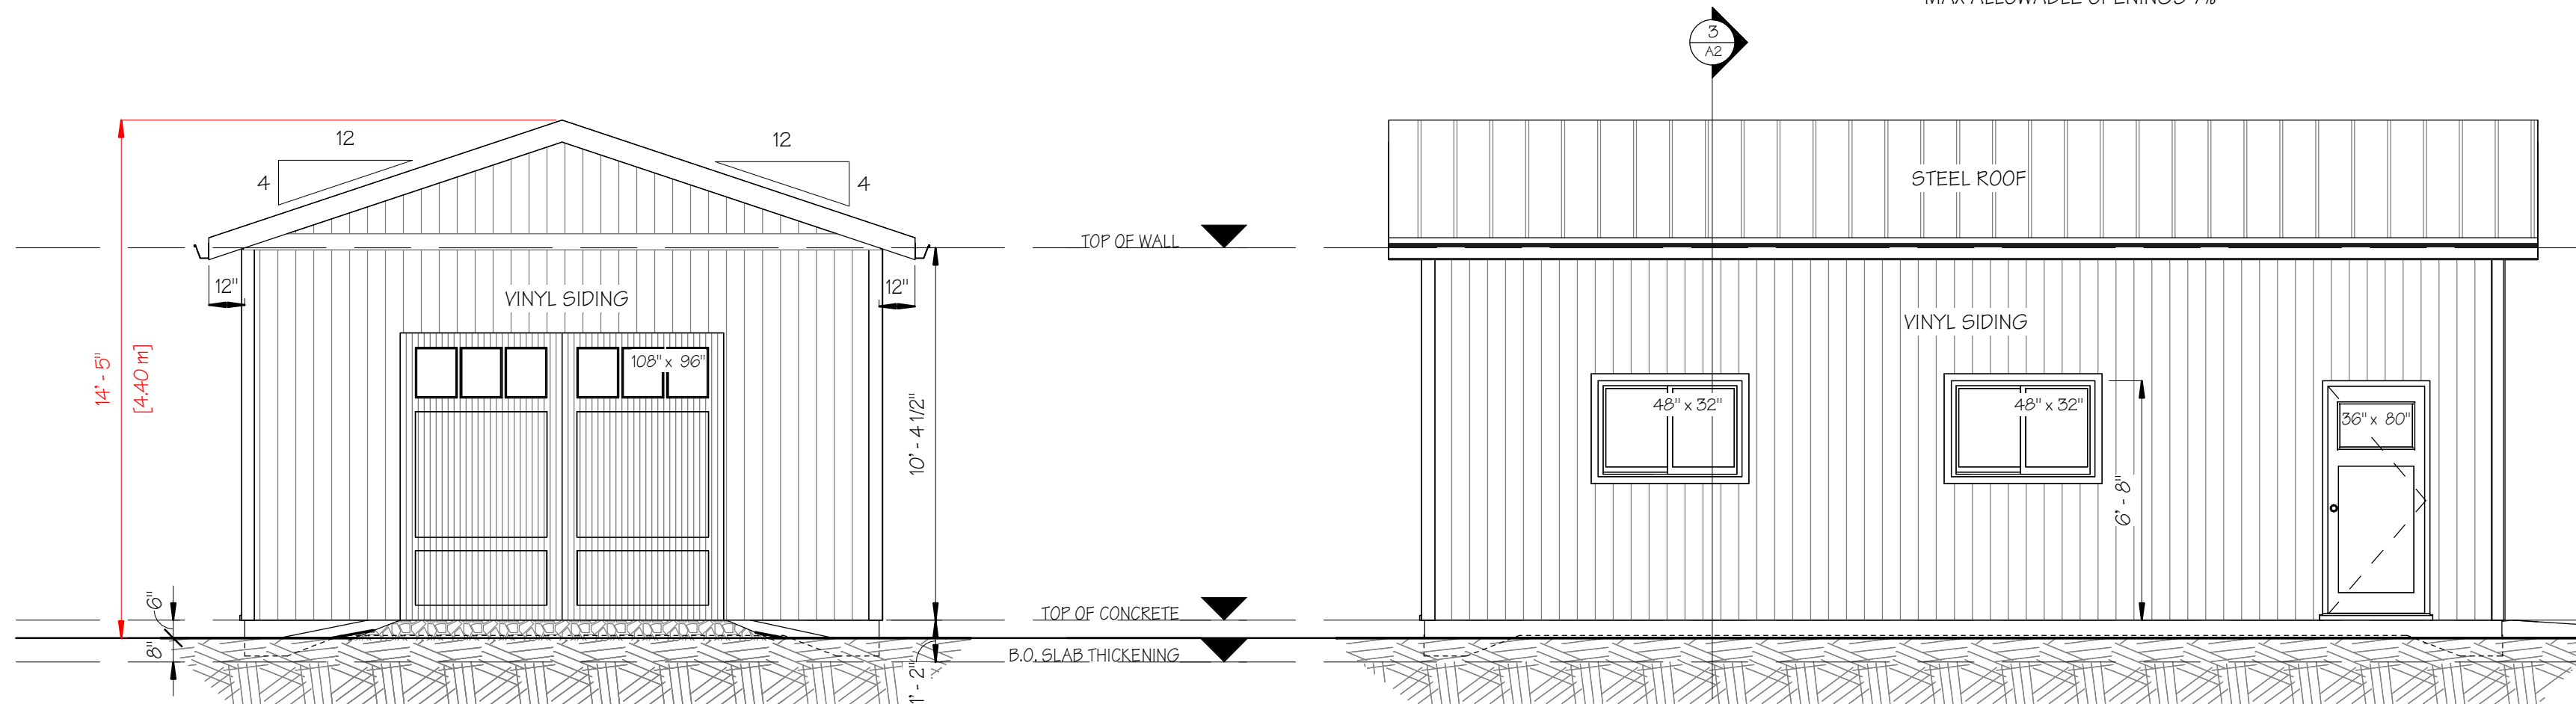 3
A2
12
12
4
4
STEEL ROOF
TOP OF WALL
12"
12"
VINYL SIDING
VINYL SIDING
108" x 96"
14' - 5"
[4.40 m]
10' - 4 1/2"
48" x 32"
48" x 32"
36" x 80"
6' - 8"
6"
TOP OF CONCRETE
8"
B.O. SLAB THICKENING
1' - 2"